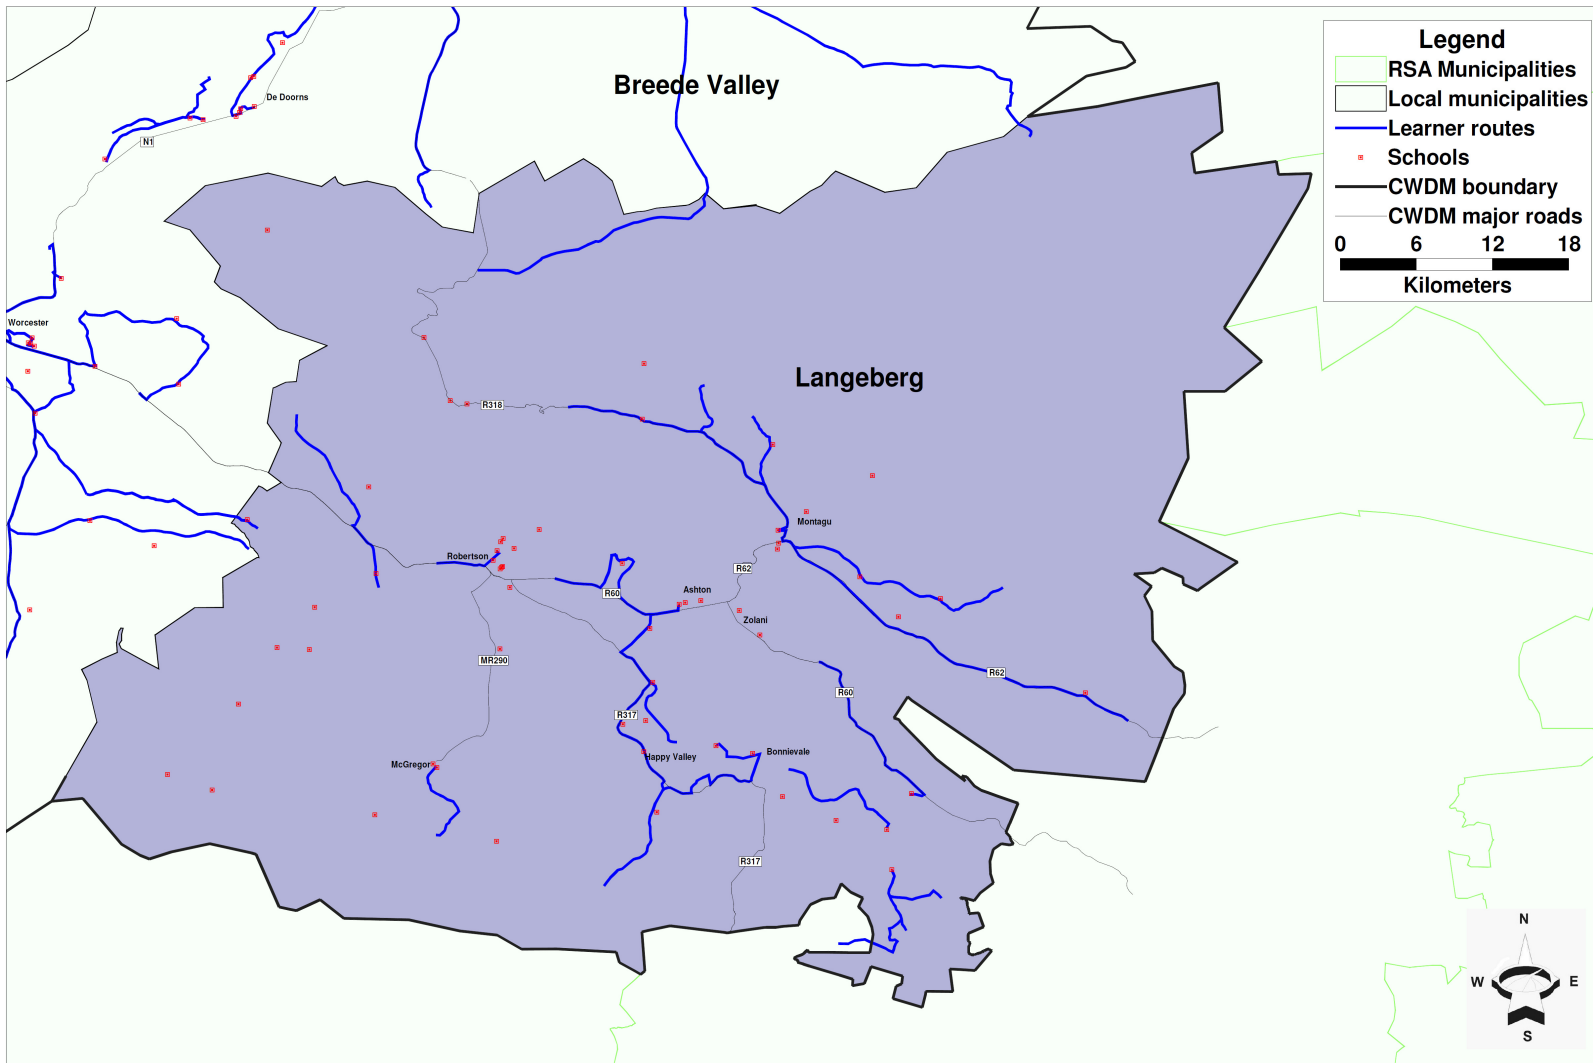 Legend
RSA Municipalities
Local municipalities
Learner routes
Schools
CWDM boundary
CWDM major roads
0 6 12 18
Kilometers
Breede Valley
De Doorns
N1
Worcester
Langeberg
R318
Montagu
Robertson
R62
R60
Ashton
Zolani
MR290
R62
R60
R317
Happy Valley
Bonnievale
McGregor
R317
N
W E
S